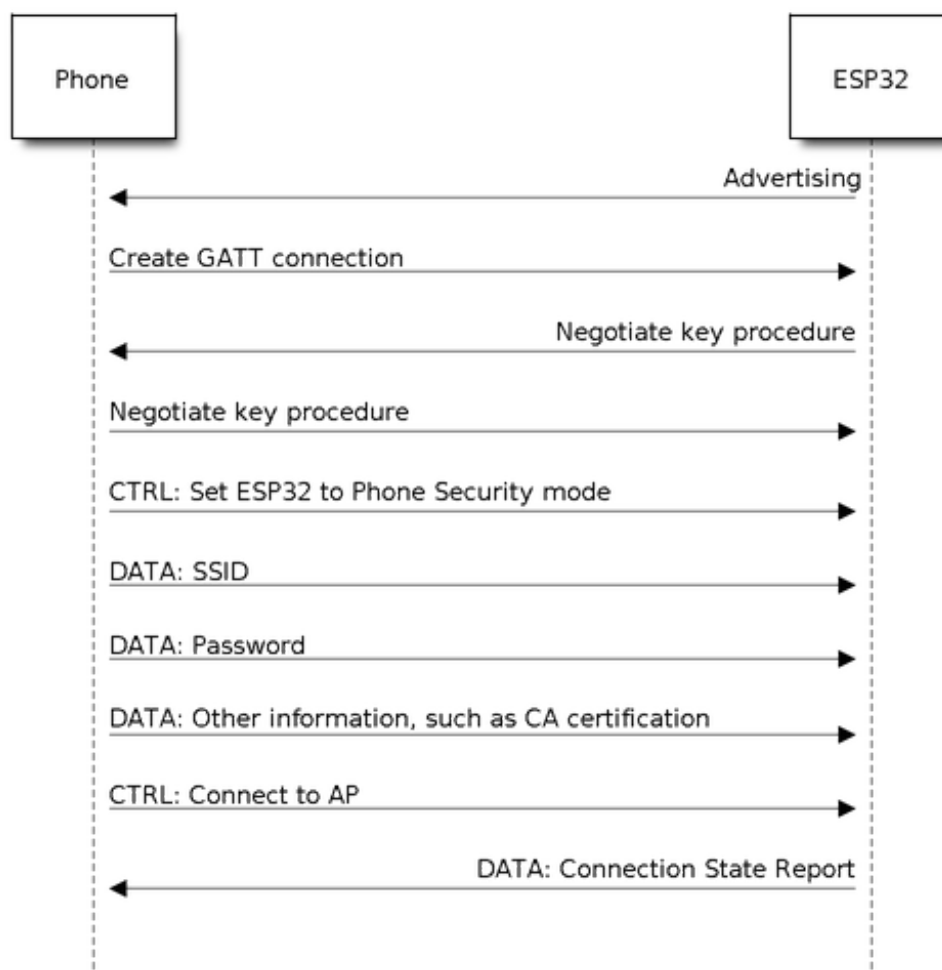 Phone
ESP32
Advertising
Create GATT connection
Negotiate key procedure
Negotiate key procedure
CTRL: Set ESP32 to Phone Security mode
DATA: SSID
DATA: Password
DATA: Other information, such as CA certification
CTRL: Connect to AP
DATA: Connection State Report